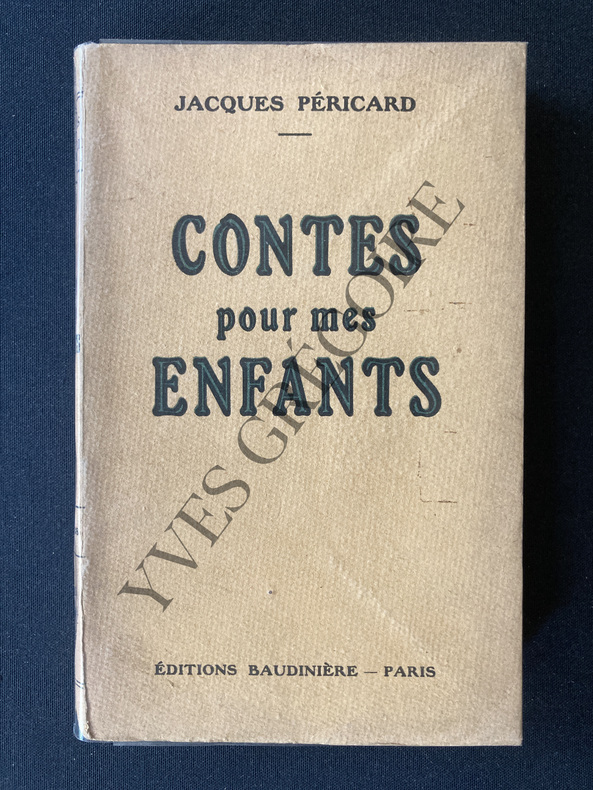 JACQUES PÉRICARD
CONTES
pour mes
ENFANTS
YVES GRÉGOIRE
ÉDITIONS BAUDINIÈRE — PARIS